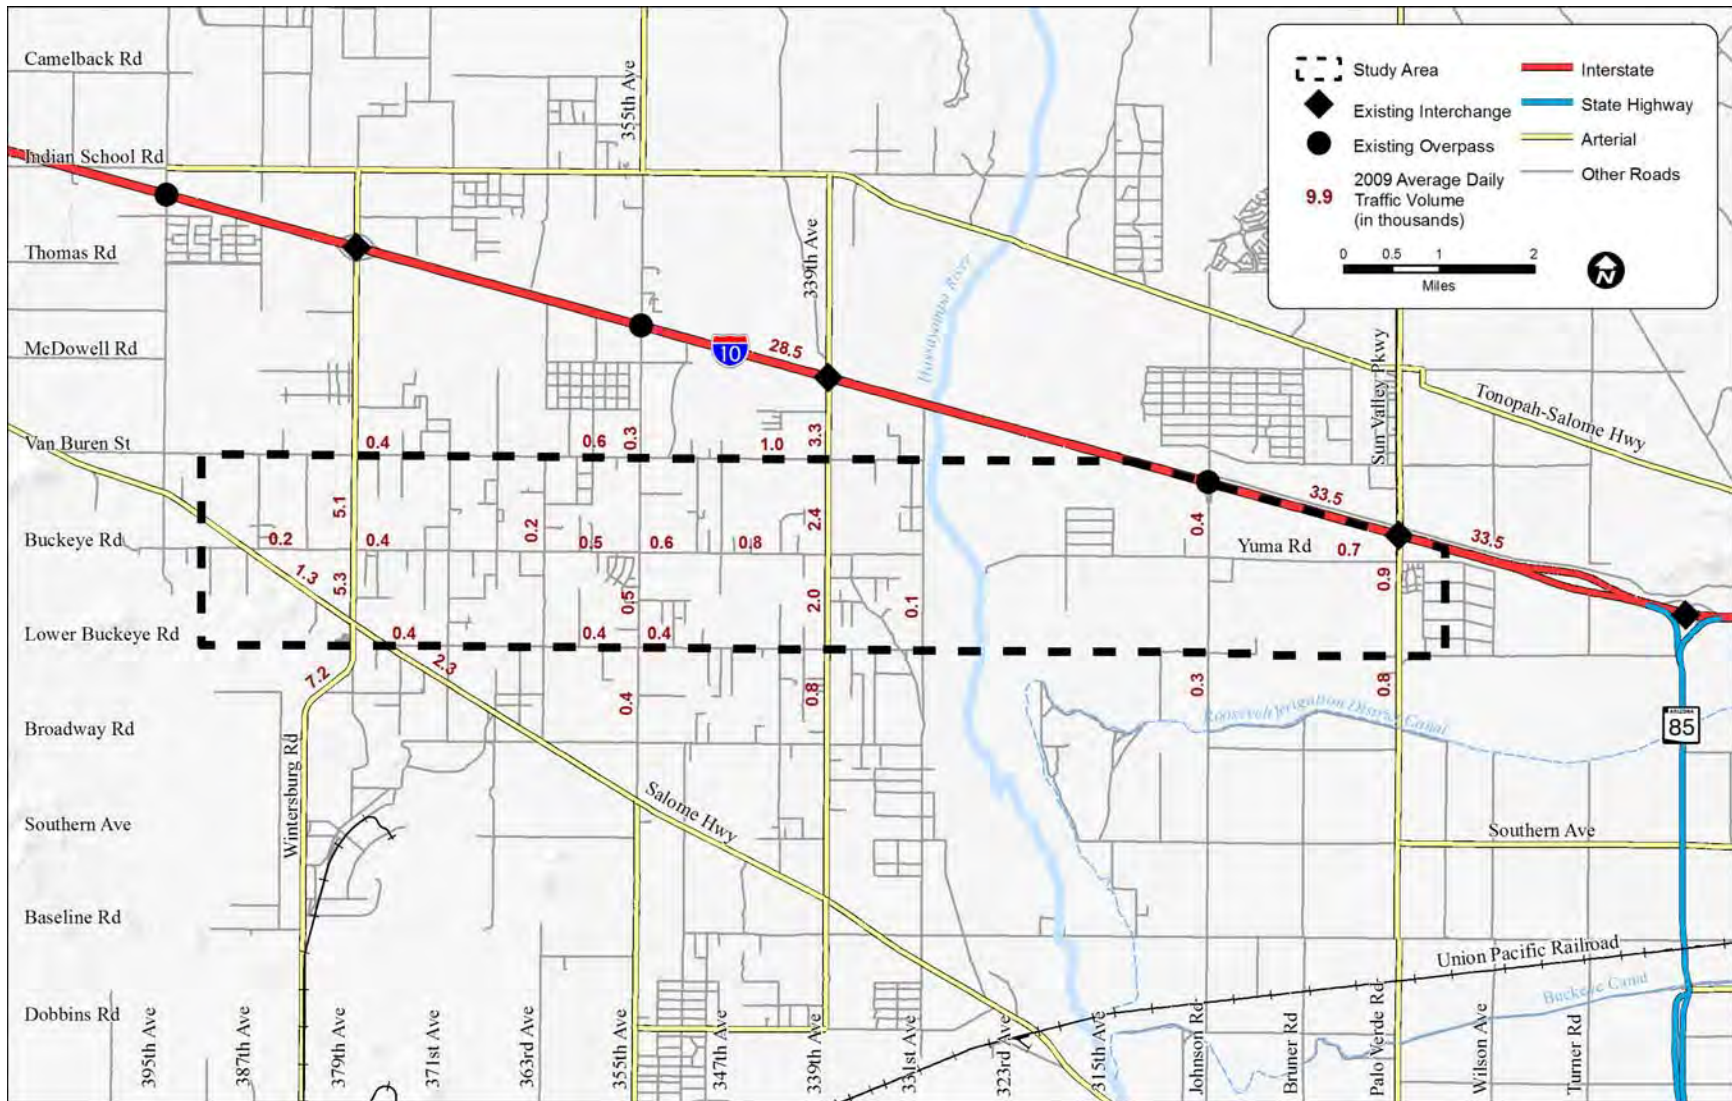 Camelback Rd
Indian School Rd
Thomas Rd
McDowell Rd
Van Buren St
Buckeye Rd
Lower Buckeye Rd
Broadway Rd
Southern Ave
Baseline Rd
Dobbins Rd
355th Ave
339th Ave
Hassayampa River
Sun Valley Pkwy
Tonopah-Salome Hwy
Study Area
Existing Interchange
Existing Overpass
9.9
2009 Average Daily
Traffic Volume
(in thousands)
Interstate
State Highway
Arterial
Other Roads
0
1
2
Miles
N
10
28.5
33.5
33.5
0.4
0.6
0.3
1.0
3.3
5.1
0.2
0.4
0.2
0.5
0.6
0.8
2.4
0.4
Yuma Rd
0.7
1.3
5.3
0.5
2.0
0.1
0.9
0.4
0.4
0.4
7.2
2.3
0.4
0.8
0.3
0.8
Roosevelt Irrigation District Canal
ARIZONA
85
Wintersburg Rd
Salome Hwy
Southern Ave
Union Pacific Railroad
Buckeye Canal
395th Ave
387th Ave
379th Ave
371st Ave
363rd Ave
355th Ave
347th Ave
339th Ave
331st Ave
323rd Ave
315th Ave
Johnson Rd
Bruner Rd
Palo Verde Rd
Wilson Ave
Turner Rd